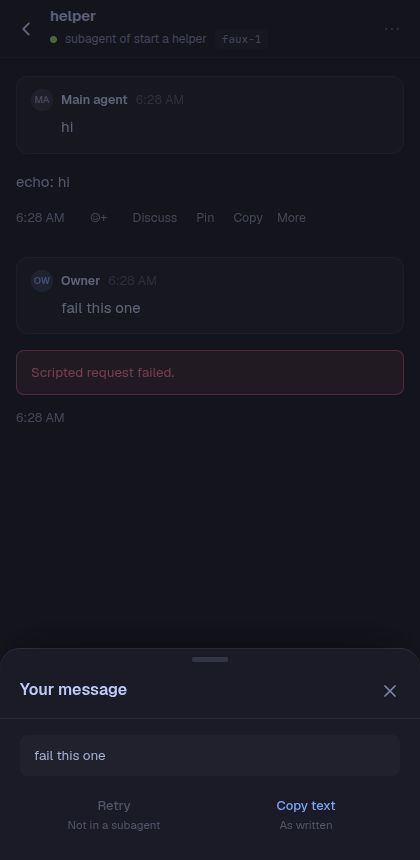 helper
subagent of start a helper faux-1
MA Main agent 6:28 AM
hi
echo: hi
6:28 AM Discuss Pin Copy More
OW Owner 6:28 AM
fail this one
Scripted request failed.
6:28 AM
Your message
fail this one
Retry Copy text
Not in a subagent As written